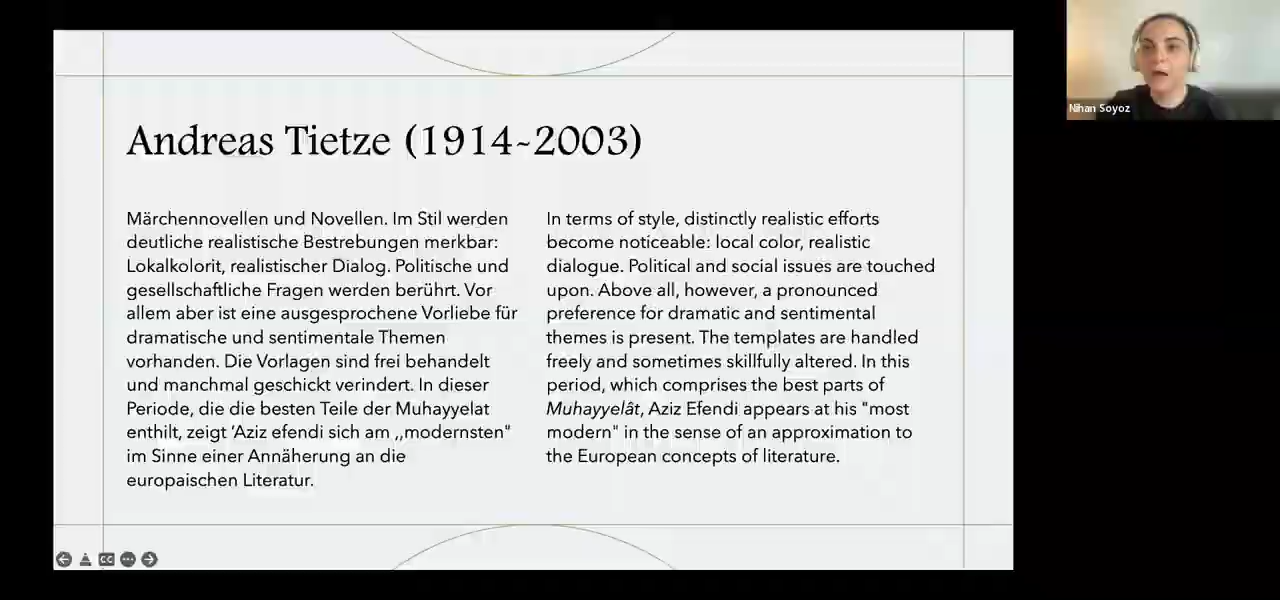 Andreas Tietze (1914-2003)
Märchennovellen und Novellen. Im Stil werden
deutliche realistische Bestrebungen merkbar:
Lokalkolorit, realistischer Dialog. Politische und
gesellschaftliche Fragen werden berührt. Vor
allem aber ist eine ausgesprochene Vorliebe für
dramatische und sentimentale Themen
vorhanden. Die Vorlagen sind frei behandelt
und manchmal geschickt verindert. In dieser
Periode, die die besten Teile der Muhayyelat
enthilt, zeigt ‘Aziz efendi sich am ,,modernsten"
im Sinne einer Annäherung an die
europaischen Literatur.
In terms of style, distinctly realistic efforts
become noticeable: local color, realistic
dialogue. Political and social issues are touched
upon. Above all, however, a pronounced
preference for dramatic and sentimental
themes is present. The templates are handled
freely and sometimes skillfully altered. In this
period, which comprises the best parts of
Muhayyelât, Aziz Efendi appears at his "most
modern" in the sense of an approximation to
the European concepts of literature.
CC
Nihan Soyoz